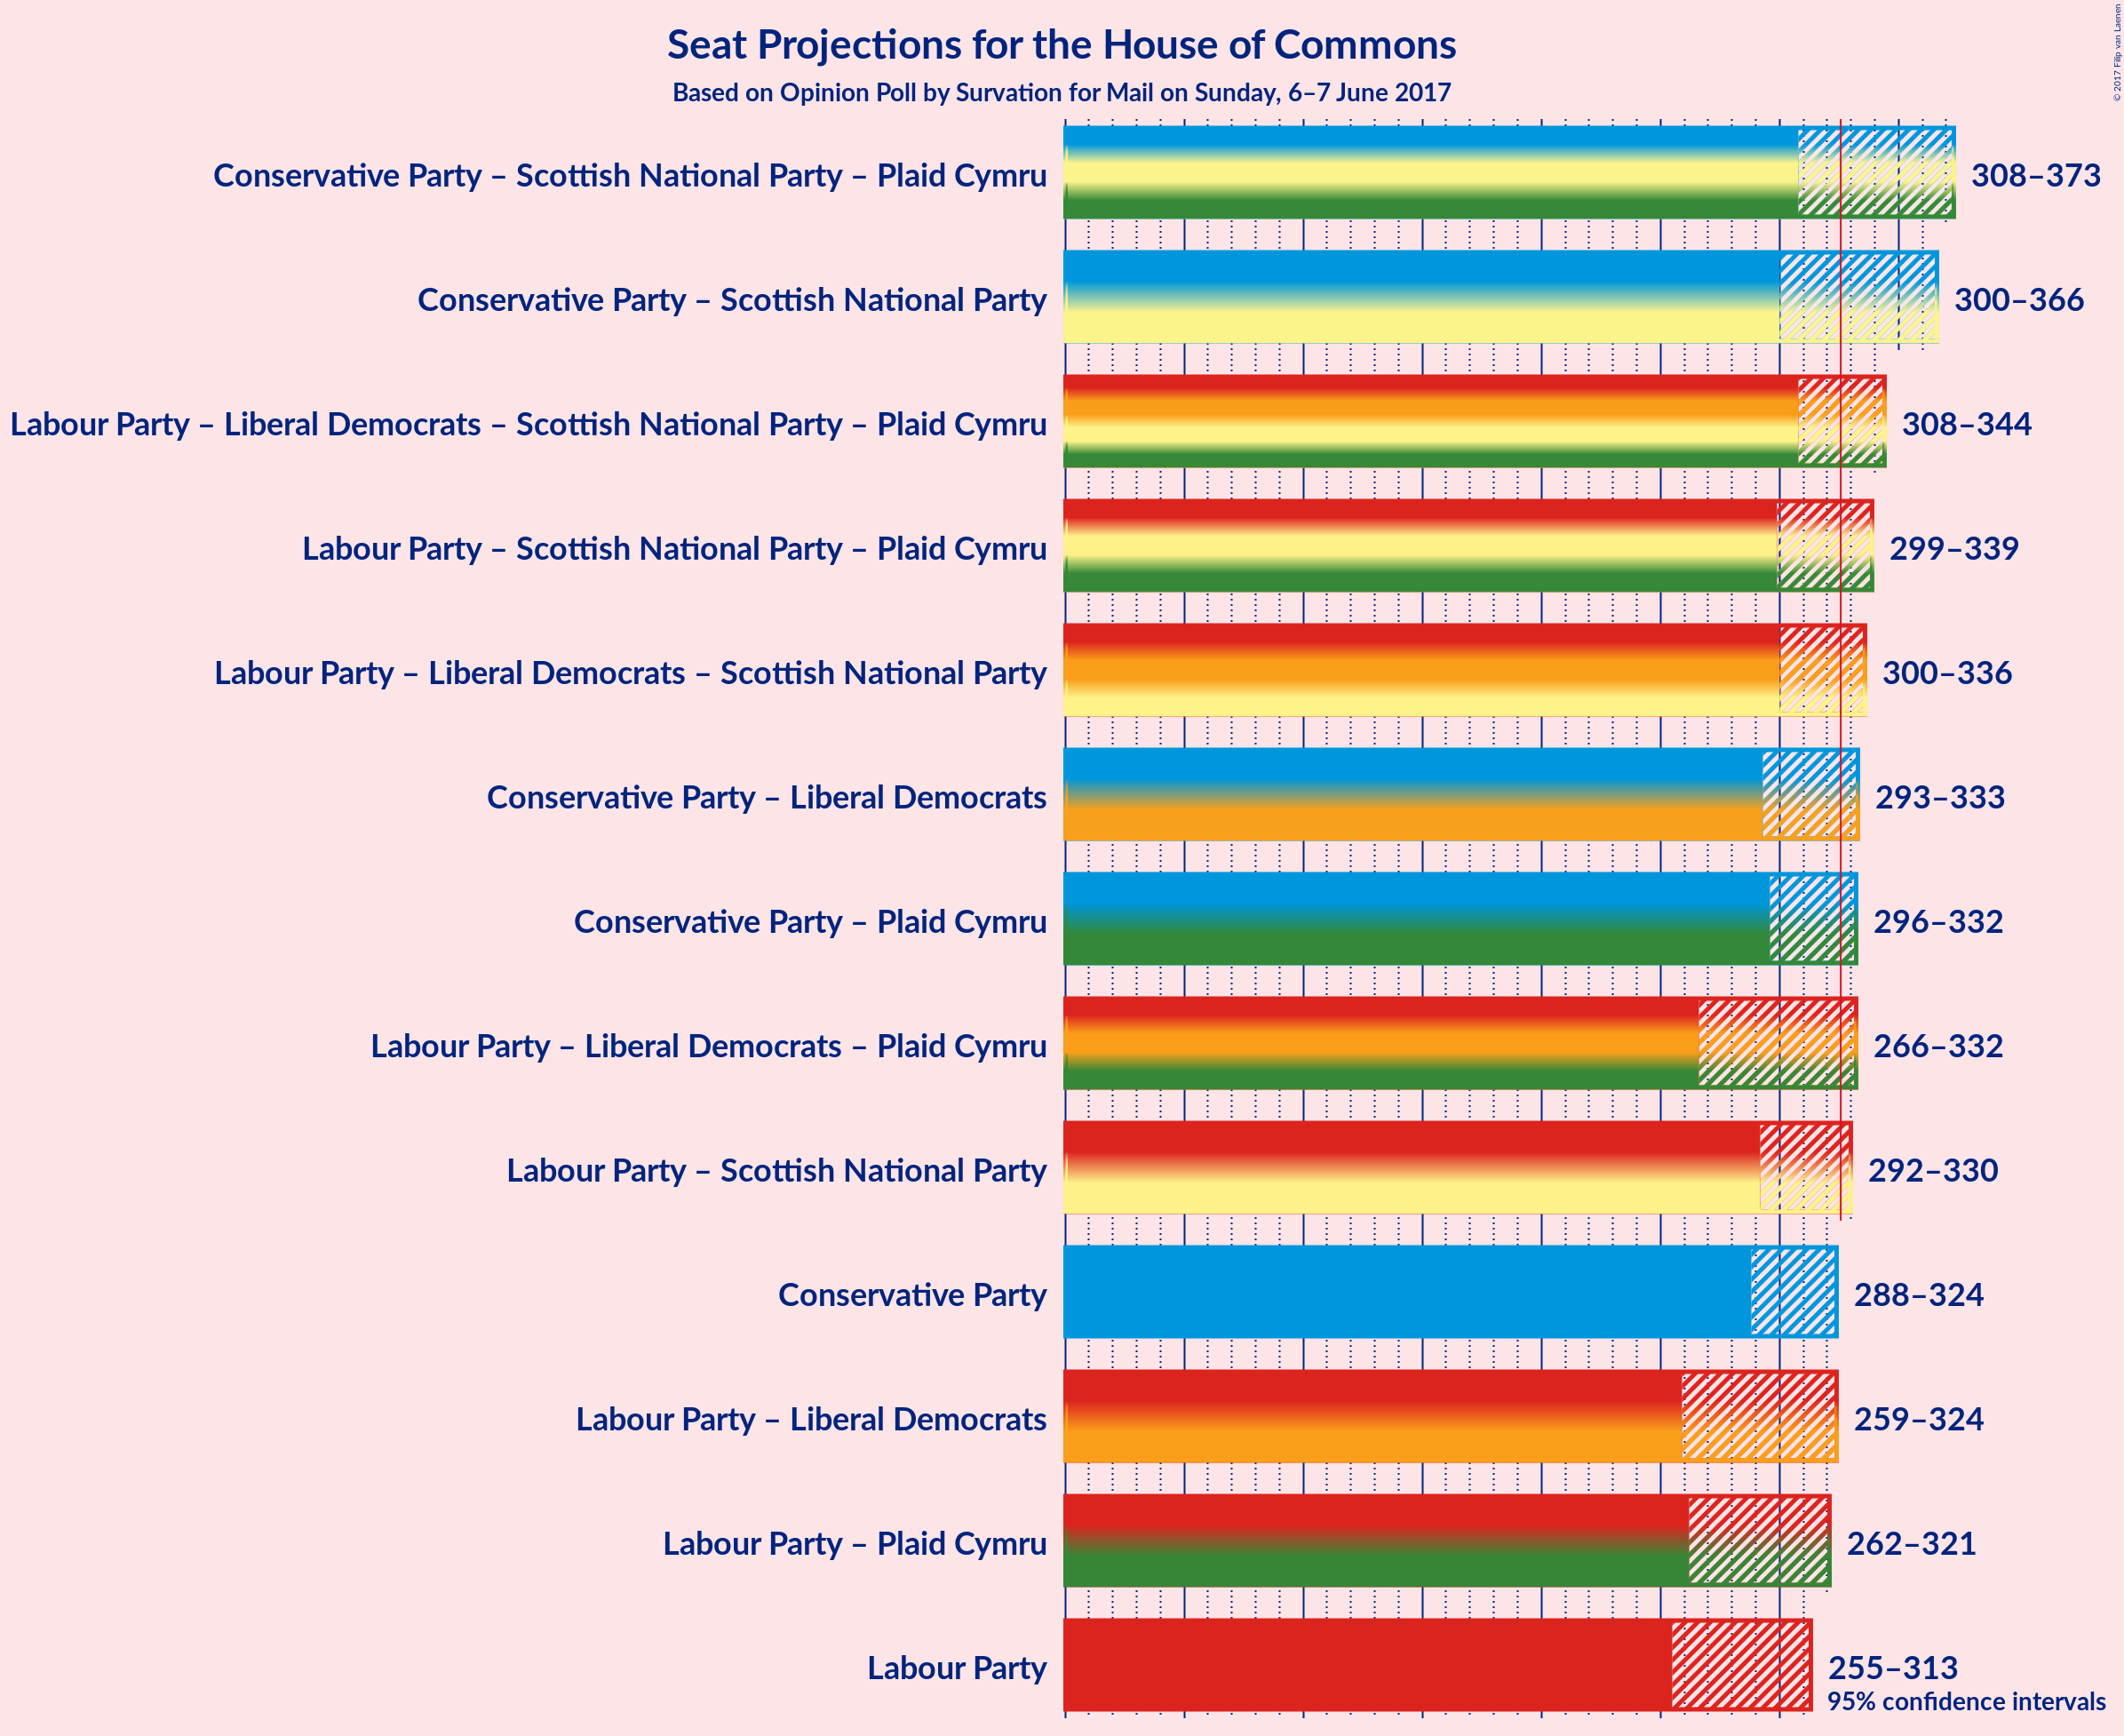 Seat Projections for the House of Commons
Based on Opinion Poll by Survation for Mail on Sunday, 6–7 June 2017
© 2017 Filip van Laenen
Conservative Party – Scottish National Party – Plaid Cymru 308–373
Conservative Party – Scottish National Party 300–366
Labour Party – Liberal Democrats – Scottish National Party – Plaid Cymru 308–344
Labour Party – Scottish National Party – Plaid Cymru 299–339
Labour Party – Liberal Democrats – Scottish National Party 300–336
Conservative Party – Liberal Democrats 293–333
Conservative Party – Plaid Cymru 296–332
Labour Party – Liberal Democrats – Plaid Cymru 266–332
Labour Party – Scottish National Party 292–330
Conservative Party 288–324
Labour Party – Liberal Democrats 259–324
Labour Party – Plaid Cymru 262–321
Labour Party 255–313
95% confidence intervals